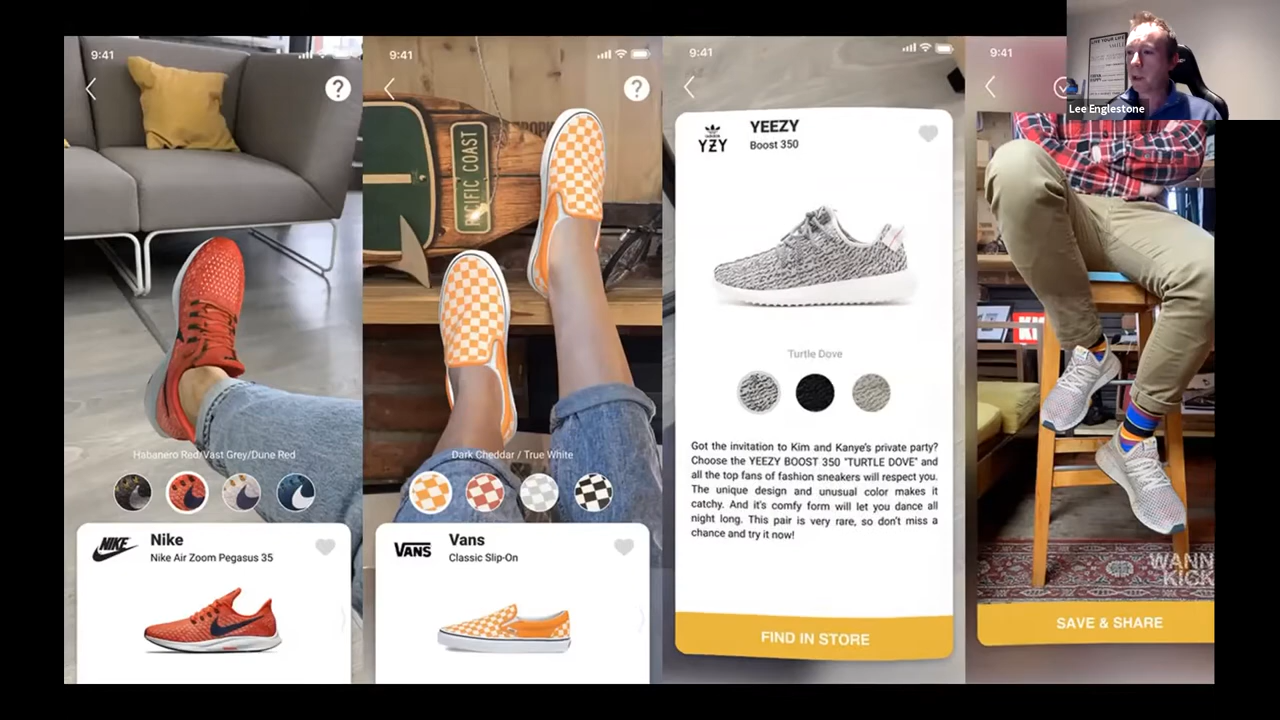 9:41
?
PACIFIC COAST
Habanero Red/Vast Grey/Dune Red
NIKE
Nike
Nike Air Zoom Pegasus 35
9:41
?
Dark Cheddar / True White
VANS
Vans
Classic Slip-On
9:41
YZY
YEEZY
Boost 350
Turtle Dove
Got the invitation to Kim and Kanye's private party?
Choose the YEEZY BOOST 350 "TURTLE DOVE" and
all the top fans of fashion sneakers will respect you.
The unique design and unusual color makes it
catchy. And it's comfy form will let you dance all
night long. This pair is very rare, so don't miss a
chance and try it now!
FIND IN STORE
9:41
WANN
KICK
SAVE & SHARE
Lee Englestone